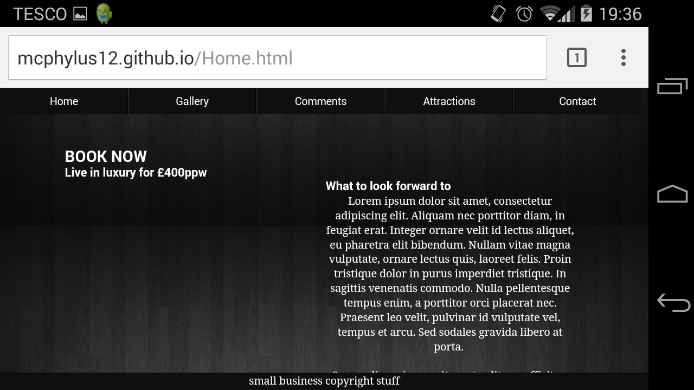 TESCO 19:36
mcphylus12.github.io/Home.html 1
Home Gallery Comments Attractions Contact
BOOK NOW
Live in luxury for £400ppw
What to look forward to
Lorem ipsum dolor sit amet, consectetur
adipiscing elit. Aliquam nec porttitor diam, in
feugiat erat. Integer ornare velit id lectus aliquet,
eu pharetra elit bibendum. Nullam vitae magna
vulputate, ornare lectus quis, laoreet felis. Proin
tristique dolor in purus imperdiet tristique. In
sagittis venenatis commodo. Nulla pellentesque
tempus enim, a porttitor orci placerat nec.
Praesent leo velit, pulvinar id vulputate vel,
tempus et arcu. Sed sodales gravida libero at
porta.
small business copyright stuff